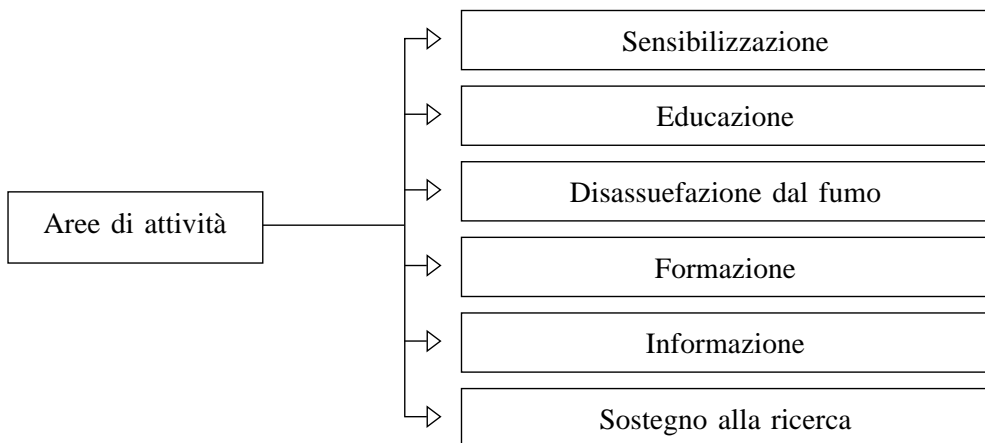 Sensibilizzazione
Educazione
Disassuefazione dal fumo
Aree di attività
Formazione
Informazione
Sostegno alla ricerca